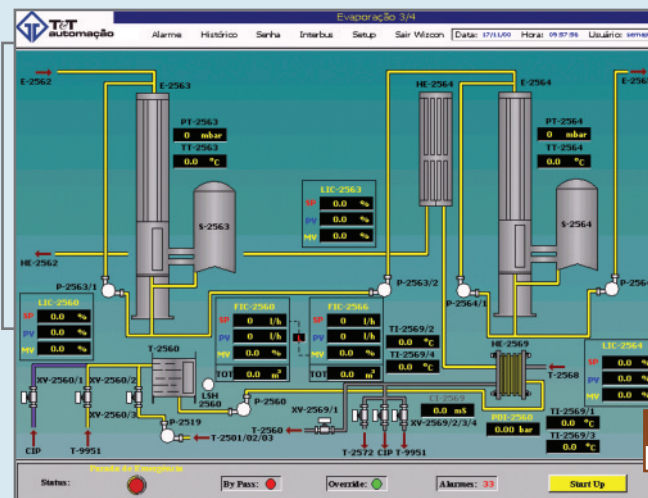 Evaporação 3/4
T&T automação
Alarme Histórico Senha Interbus Setup Sair Wizcon Data: 17/11/00 Hora: 09:57:56 Usuário:
E-2562
E-2563
HE-2564
E-2564
PT-2563
0 mbar
TT-2563
0.0 °C
PT-2564
0 mbar
TT-2564
0.0 °C
S-2563
S-2564
LIC-2563
SP 0.0 %
PV 0.0 %
MV 0.0 %
HE-2562
P-2563/1
P-2563/2
P-2564/1
LIC-2560
SP 0.0 %
PV 0.0 %
MV 0.0 %
FIC-2560
SP 0 l/h
PV 0 l/h
MV 0.0 %
TOT 0.0 m³
FIC-2566
SP 0 l/h
PV 0 l/h
MV 0.0 %
TOT 0.0 m³
TI-2569/2
0.0 °C
TI-2569/4
0.0 °C
HE-2569
T-2568
LIC-2564
SP 0.0
PV 0.0
MV 0.0
T-2560
XV-2560/1
XV-2560/2
XV-2560/3
LSH 2560
P-2560
P-2519
T-2501/02/03
CIP
T-9951
XV-2569/1
T-2560
CI-2569
0.0 mS
XV-2569/2/3/4
T-2572 CIP T-9951
PDI-2560
0.00 bar
TI-2569/1
0.0 °C
TI-2569/3
0.0 °C
Parada de Emergência
Status:
By Pass:
Override:
Alarmes: 33
Start Up